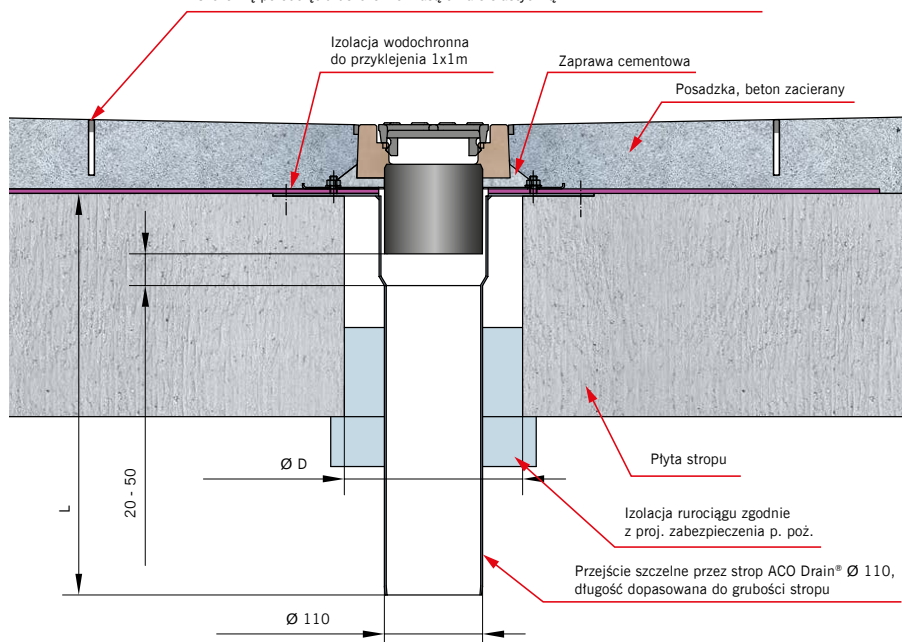 Izolacja wodochronna
do przyklejenia 1x1m
Zaprawa cementowa
Posadzka, beton zacierany
Ø D
20 - 50
L
Płyta stropu
Izolacja rurociągu zgodnie
z proj. zabezpieczenia p. poż.
Przejście szczelne przez strop ACO Drain® Ø 110,
długość dopasowana do grubości stropu
Ø 110